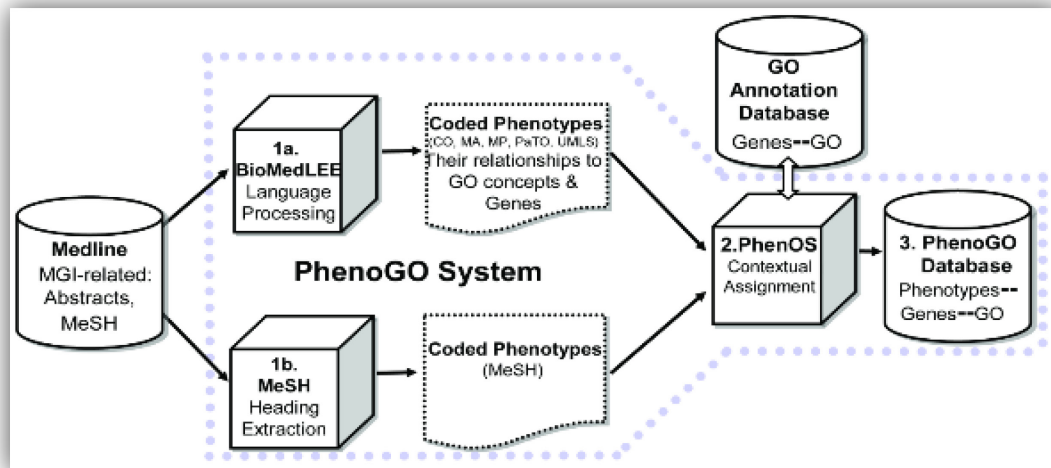 GO
Annotation
Database
Genes--GO
1a.
BioMedLEE
Language
Processing
Coded Phenotypes
(CO, MA, MP, PaTO, UMLS)
Their relationships to
GO concepts &
Genes
Medline
MGI-related:
Abstracts,
MeSH
PhenoGO System
2.PhenOS
Contextual
Assignment
3. PhenoGO
Database
Phenotypes--
Genes--GO
1b.
MeSH
Heading
Extraction
Coded Phenotypes
(MeSH)